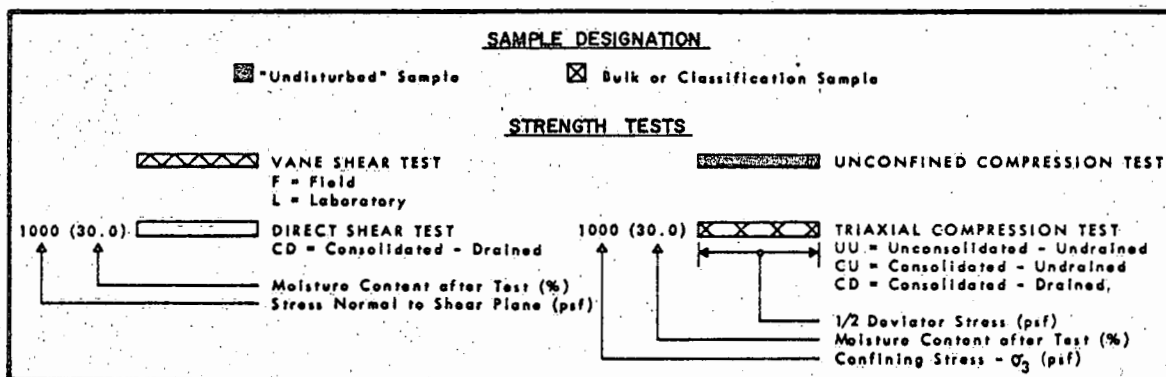 SAMPLE DESIGNATION
"Undisturbed" Sample
Bulk or Classification Sample
STRENGTH TESTS
VANE SHEAR TEST
F = Field
L = Laboratory
UNCONFINED COMPRESSION TEST
1000 (30.0)
DIRECT SHEAR TEST
CD = Consolidated - Drained
Moisture Content after Test (%)
Stress Normal to Shear Plane (psf)
1000 (30.0)
TRIAXIAL COMPRESSION TEST
UU = Unconsolidated - Undrained
CU = Consolidated - Undrained
CD = Consolidated - Drained,
1/2 Deviator Stress (psf)
Moisture Content after Test (%)
Confining Stress - σ3 (psf)